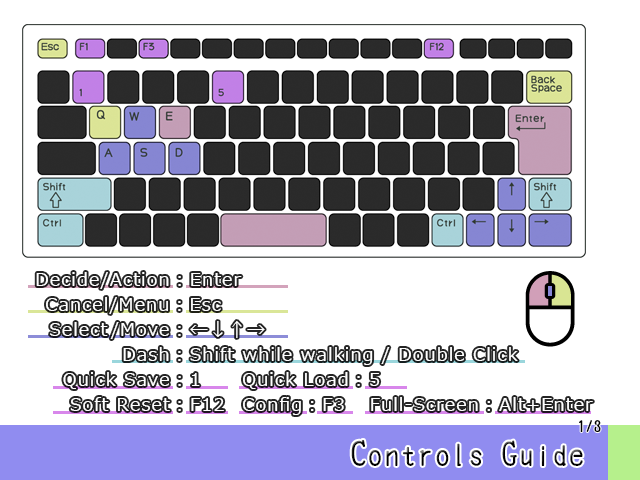 Esc F1 F3 F12
1 5 Back
Space
Q W E Enter
A S D
Shift ↑ Shift
Ctrl Ctrl ← ↓ →
Decide/Action : Enter
Cancel/Menu : Esc
Select/Move : ←↓↑→
Dash : Shift while walking / Double Click
Quick Save : 1 Quick Load : 5
Soft Reset : F12 Config : F3 Full-Screen : Alt+Enter
1/3
Controls Guide